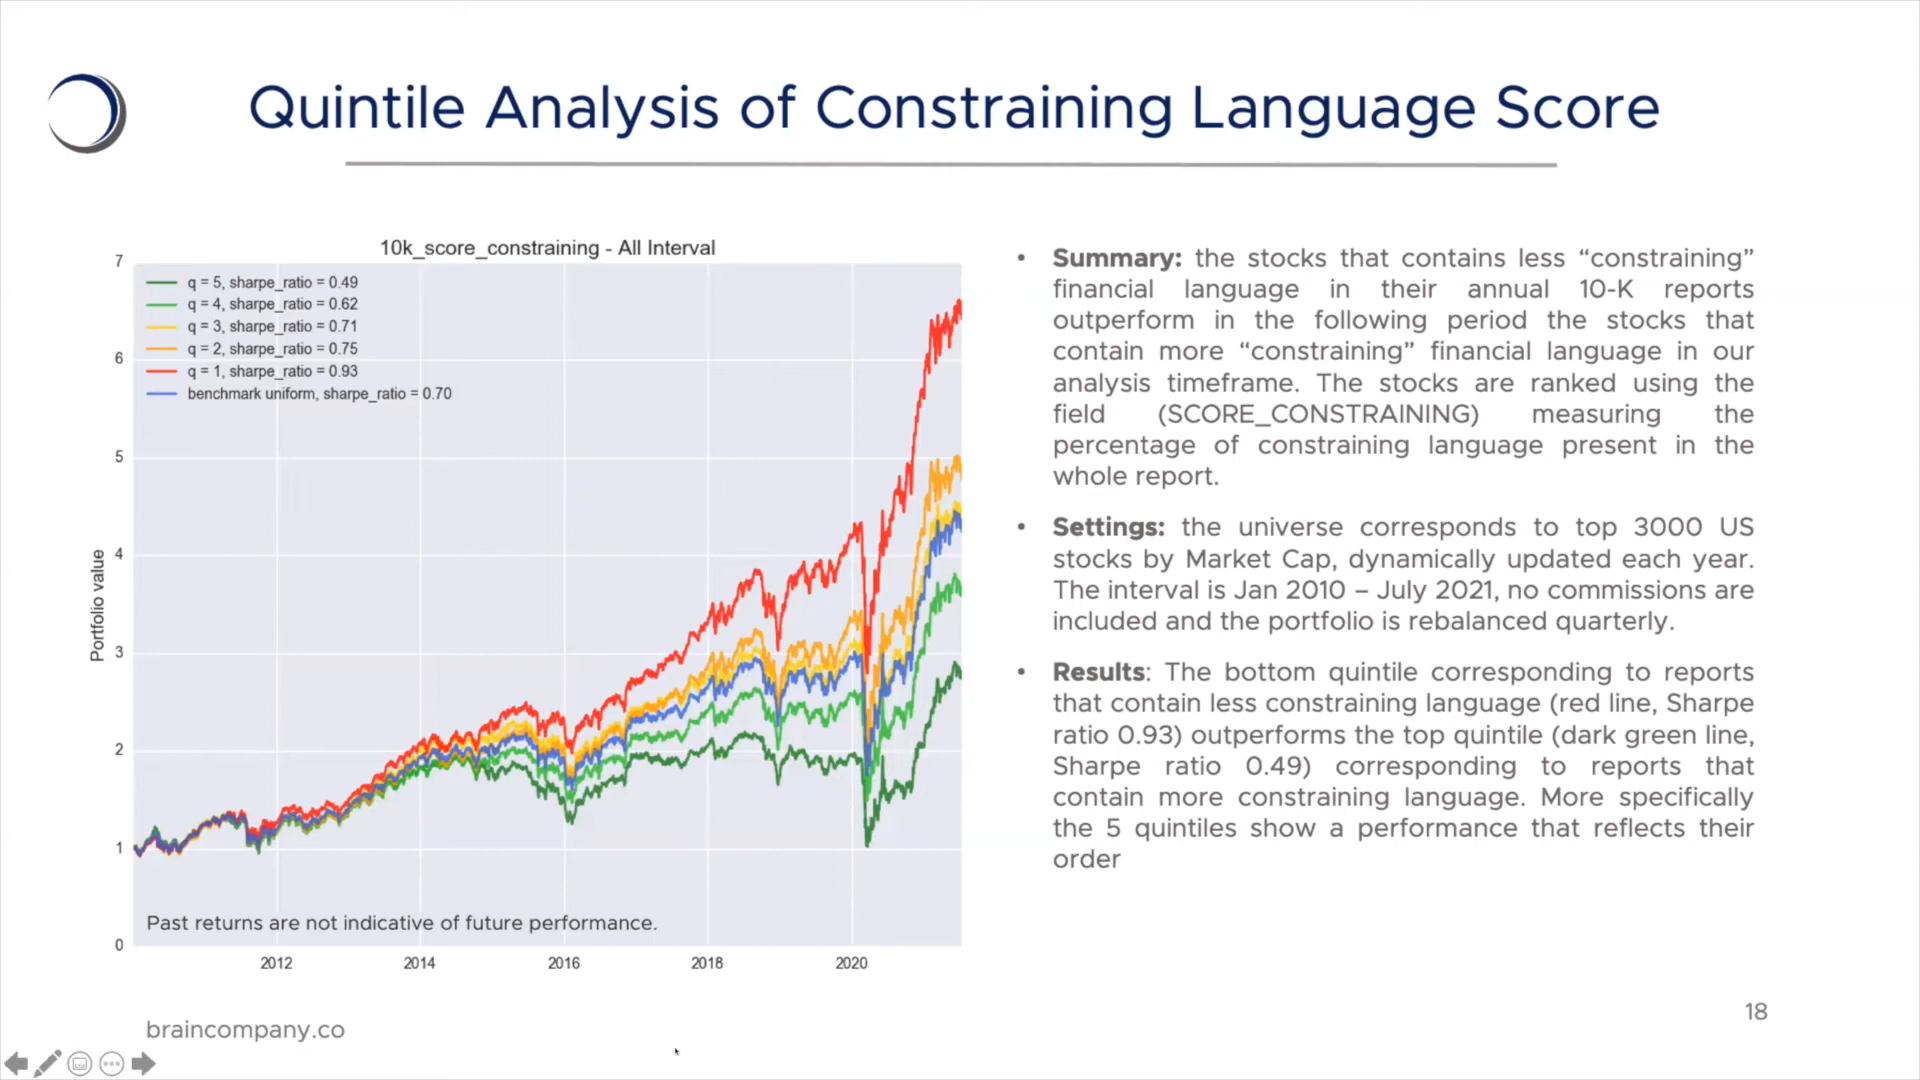 Quintile Analysis of Constraining Language Score
10k_score_constraining - All Interval
7
6
5
4
3
2
1
0
Portfolio value
q = 5, sharpe_ratio = 0.49
q = 4, sharpe_ratio = 0.62
q = 3, sharpe_ratio = 0.71
q = 2, sharpe_ratio = 0.75
q = 1, sharpe_ratio = 0.93
benchmark uniform, sharpe_ratio = 0.70
Past returns are not indicative of future performance.
2012
2014
2016
2018
2020
• Summary: the stocks that contains less “constraining”
financial language in their annual 10-K reports
outperform in the following period the stocks that
contain more “constraining” financial language in our
analysis timeframe. The stocks are ranked using the
field (SCORE_CONSTRAINING) measuring the
percentage of constraining language present in the
whole report.
• Settings: the universe corresponds to top 3000 US
stocks by Market Cap, dynamically updated each year.
The interval is Jan 2010 – July 2021, no commissions are
included and the portfolio is rebalanced quarterly.
• Results: The bottom quintile corresponding to reports
that contain less constraining language (red line, Sharpe
ratio 0.93) outperforms the top quintile (dark green line,
Sharpe ratio 0.49) corresponding to reports that
contain more constraining language. More specifically
the 5 quintiles show a performance that reflects their
order
braincompany.co
18